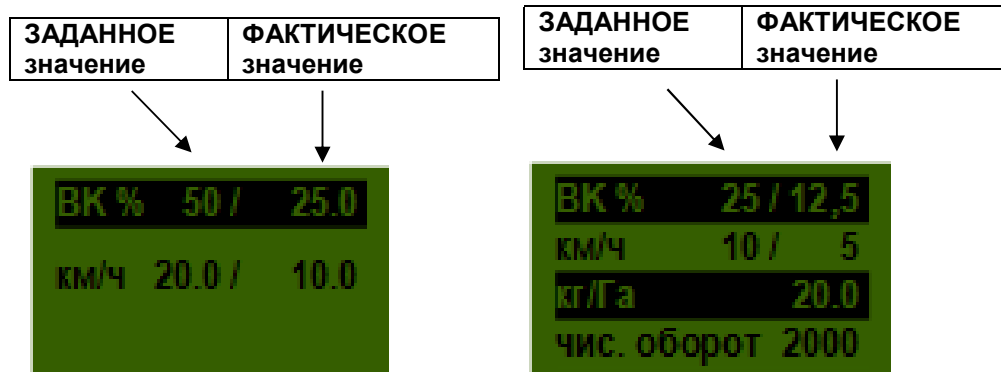 ЗАДАННОЕ значение
ФАКТИЧЕСКОЕ значение
ВК % 50 / 25.0
км/ч 20.0 / 10.0
ЗАДАННОЕ значение
ФАКТИЧЕСКОЕ значение
ВК % 25 / 12,5
км/ч 10 / 5
кг/Га 20.0
чис. оборот 2000